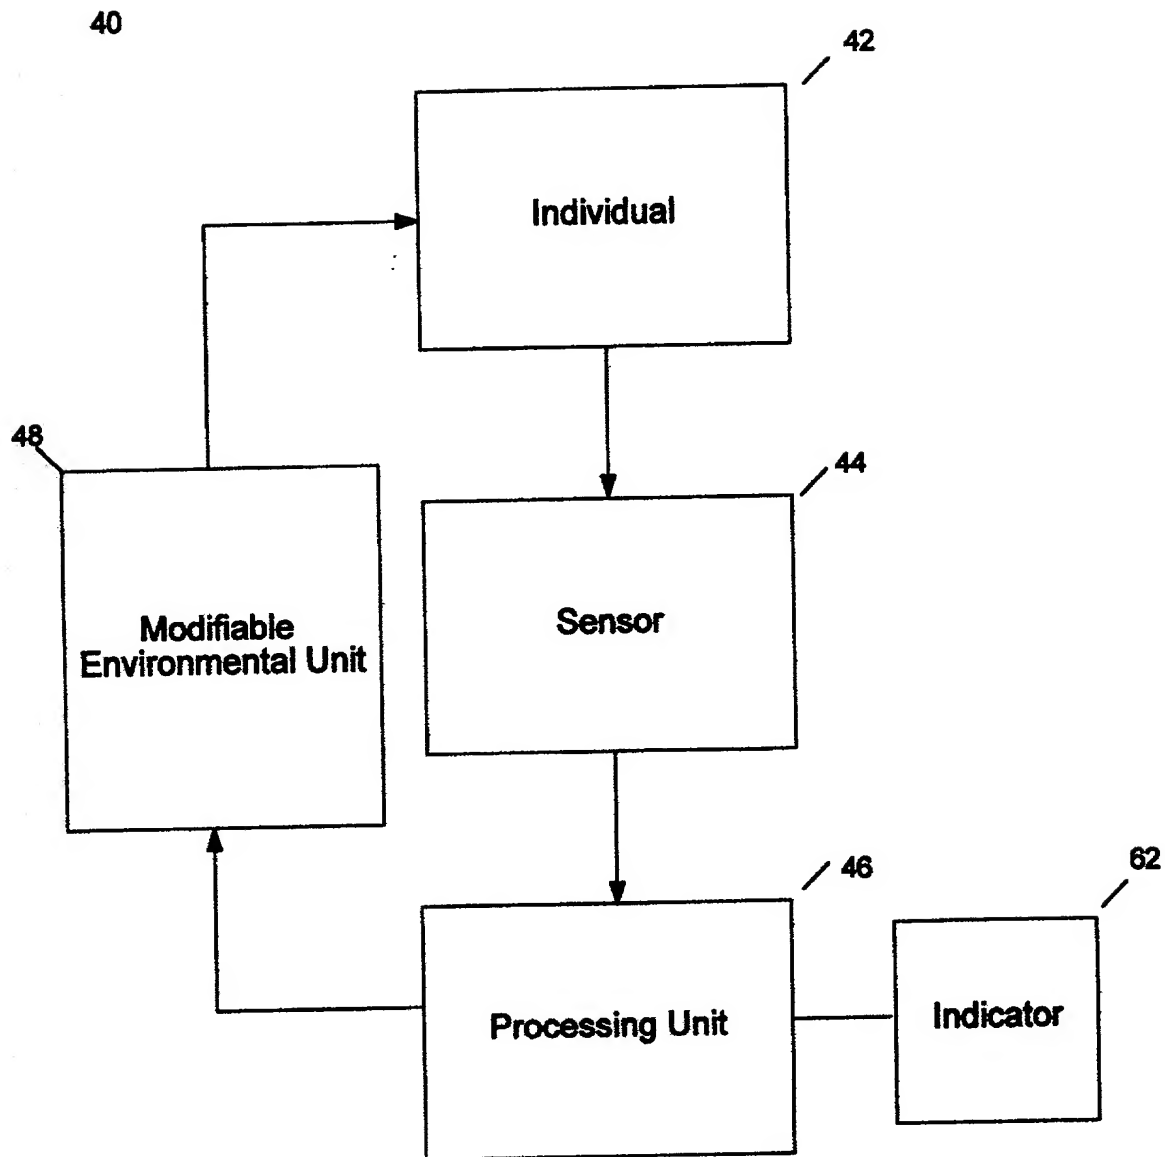 40
42
Individual
48
44
Modifiable
Environmental Unit
Sensor
46
62
Processing Unit
Indicator